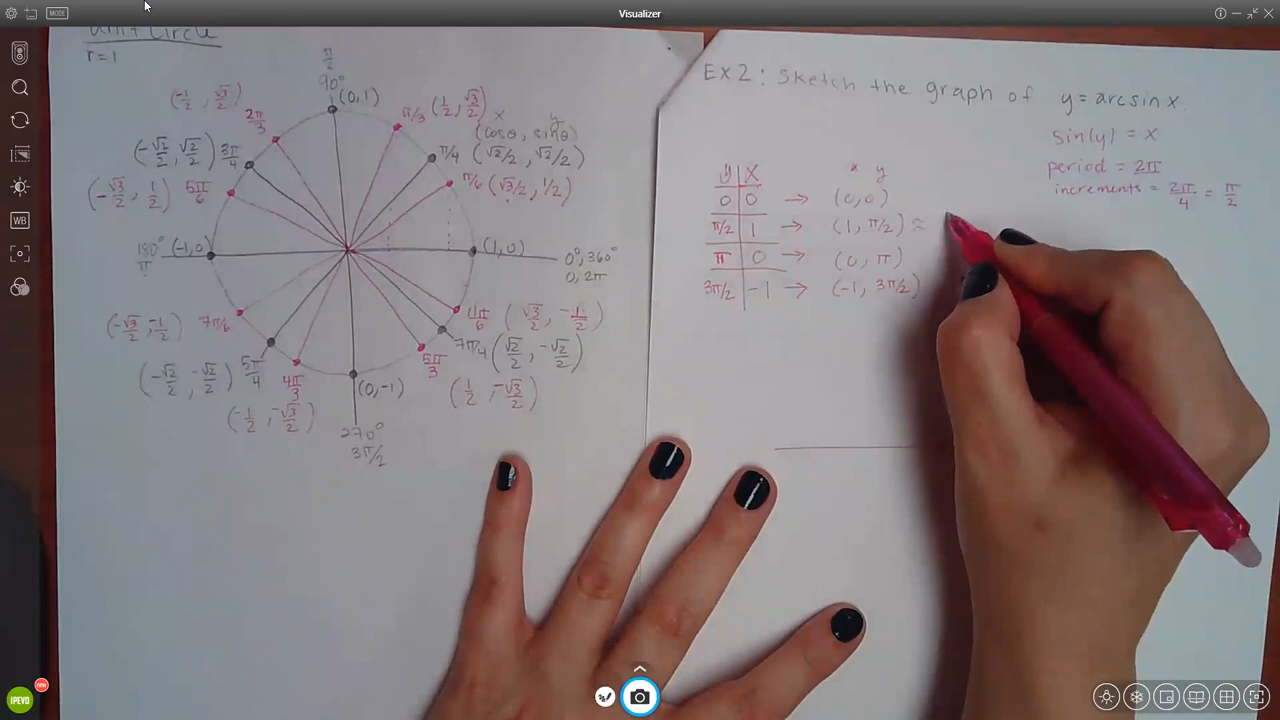 MODE
Visualizer
Unit Circle
r=1
π/2
90°
(0,1)
(-1/2, √3/2)
2π/3
π/3 (1/2, √3/2)
x y
(cosθ, sinθ)
(-√2/2, √2/2) 3π/4
π/4 (√2/2, √2/2)
(-√3/2, 1/2) 5π/6
π/6 (√3/2, 1/2)
180° (-1,0)
π
(1,0) 0°, 360°
0, 2π
(-√3/2, -1/2) 7π/6
11π/6 (√3/2, -1/2)
(-√2/2, -√2/2) 5π/4
7π/4 (√2/2, -√2/2)
4π/3
(-1/2, -√3/2)
(0,-1)
5π/3
(1/2, -√3/2)
270°
3π/2
Ex 2: Sketch the graph of y=arcsin x.
sin(y) = x
period = 2π
increments = 2π/4 = π/2
y x x y
0 0 → (0,0)
π/2 1 → (1, π/2) ≈
π 0 → (0, π)
3π/2 -1 → (-1, 3π/2)
WB
IPEVO
new